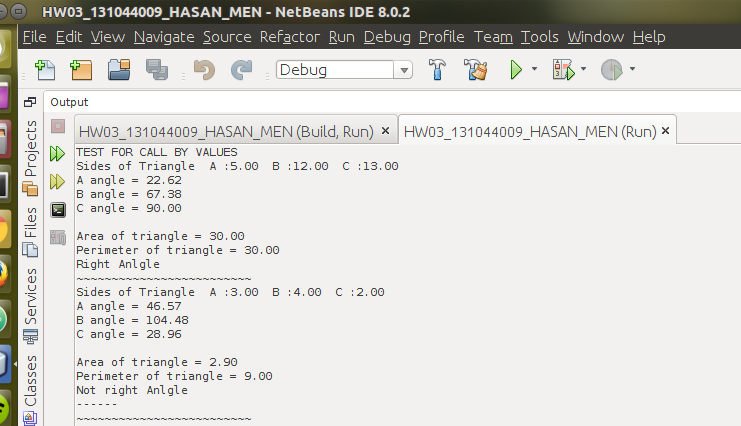 HW03_131044009_HASAN_MEN - NetBeans IDE 8.0.2
File Edit View Navigate Source Refactor Run Debug Profile Team Tools Window Help
Debug
Output
HW03_131044009_HASAN_MEN (Build, Run) × HW03_131044009_HASAN_MEN (Run) ×
Projects
Files
Services
Classes
TEST FOR CALL BY VALUES
Sides of Triangle  A :5.00  B :12.00  C :13.00
A angle = 22.62
B angle = 67.38
C angle = 90.00
Area of triangle = 30.00
Perimeter of triangle = 30.00
Right Anlgle
~~~~~~~~~~~~~~~~~~~~~~~~~
Sides of Triangle  A :3.00  B :4.00  C :2.00
A angle = 46.57
B angle = 104.48
C angle = 28.96
Area of triangle = 2.90
Perimeter of triangle = 9.00
Not right Anlgle
------
~~~~~~~~~~~~~~~~~~~~~~~~~